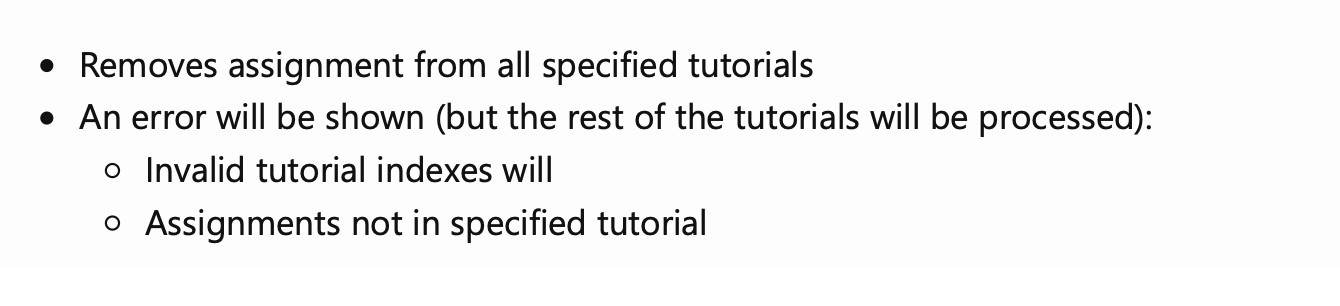 • Removes assignment from all specified tutorials
• An error will be shown (but the rest of the tutorials will be processed):
○ Invalid tutorial indexes will
○ Assignments not in specified tutorial